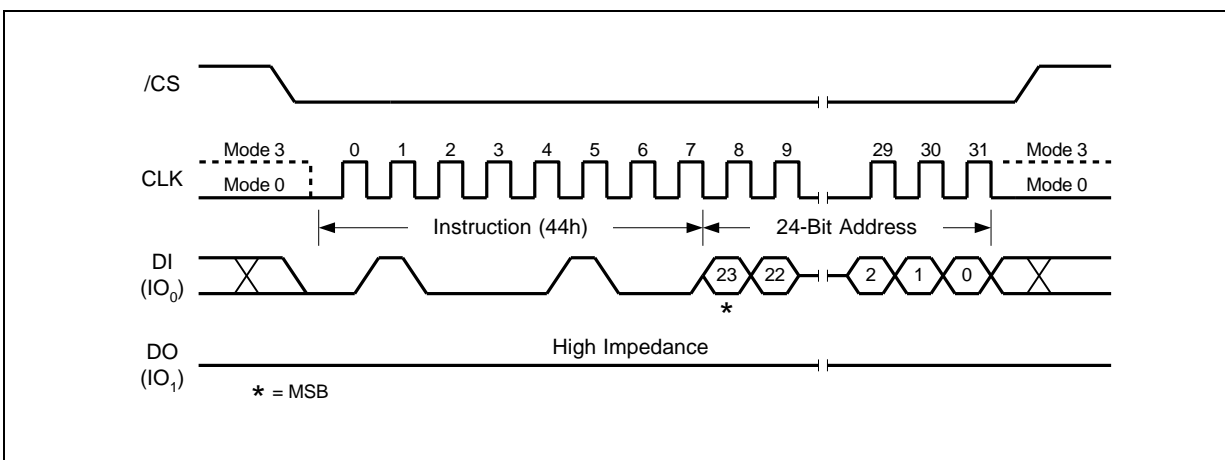 /CS
Mode 3 0 1 2 3 4 5 6 7 8 9 29 30 31 Mode 3
CLK
Mode 0 Mode 0
Instruction (44h) 24-Bit Address
DI
(IO0)
23 22 2 1 0
*
High Impedance
DO
(IO1)
* = MSB